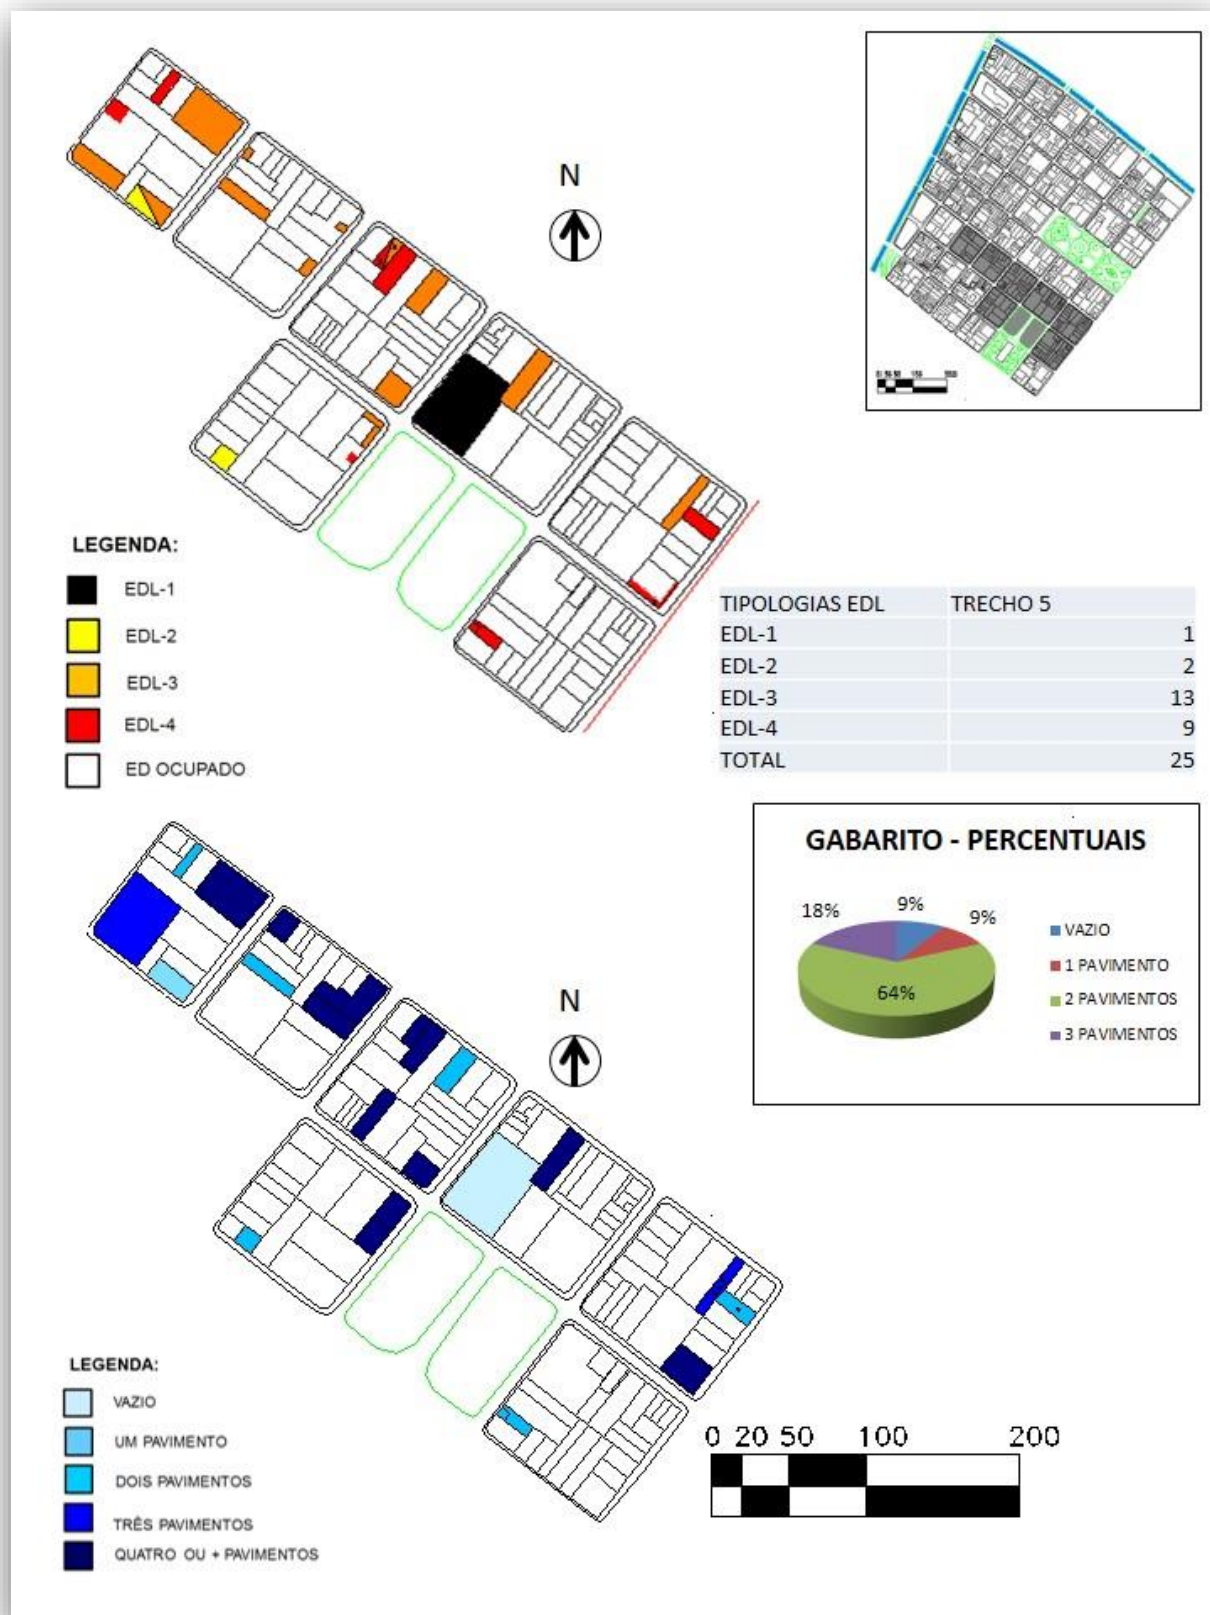 N
LEGENDA:
EDL-1
EDL-2
EDL-3
EDL-4
ED OCUPADO
TIPOLOGIAS EDL TRECHO 5
EDL-1 1
EDL-2 2
EDL-3 13
EDL-4 9
TOTAL 25
GABARITO - PERCENTUAIS
18%
9%
9%
64%
VAZIO
1 PAVIMENTO
2 PAVIMENTOS
3 PAVIMENTOS
N
LEGENDA:
VAZIO
UM PAVIMENTO
DOIS PAVIMENTOS
TRÊS PAVIMENTOS
QUATRO OU + PAVIMENTOS
0 20 50 100 200